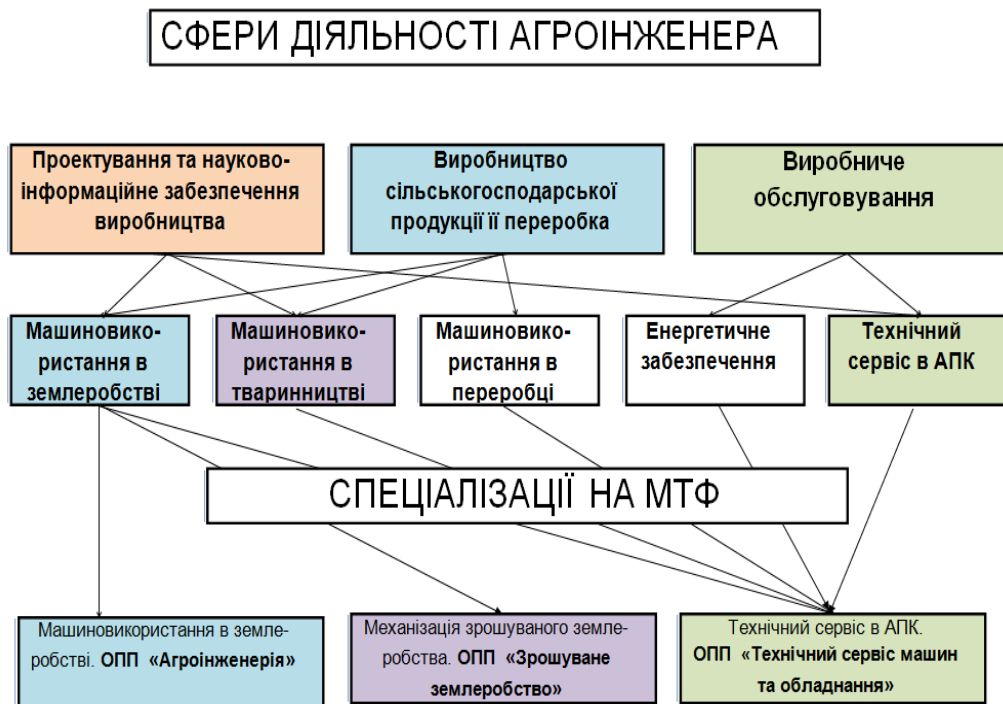 СФЕРИ ДІЯЛЬНОСТІ АГРОІНЖЕНЕРА
Проектування та науково-
інформаційне забезпечення
виробництва
Виробництво
сільськогосподарської
продукції її переробка
Виробниче
обслуговування
Машиновико-
ристання в
землеробстві
Машиновико-
ристання в
тваринництві
Машиновико-
ристання в
переробці
Енергетичне
забезпечення
Технічний
сервіс в АПК
СПЕЦІАЛІЗАЦІЇ НА МТФ
Машиновикористання в земле-
робстві. ОПП «Агроінженерія»
Механізація зрошуваногоземле-
робства. ОПП «Зрошуване
землеробство»
Технічний сервіс в АПК.
ОПП «Технічний сервіс машин
та обладнання»